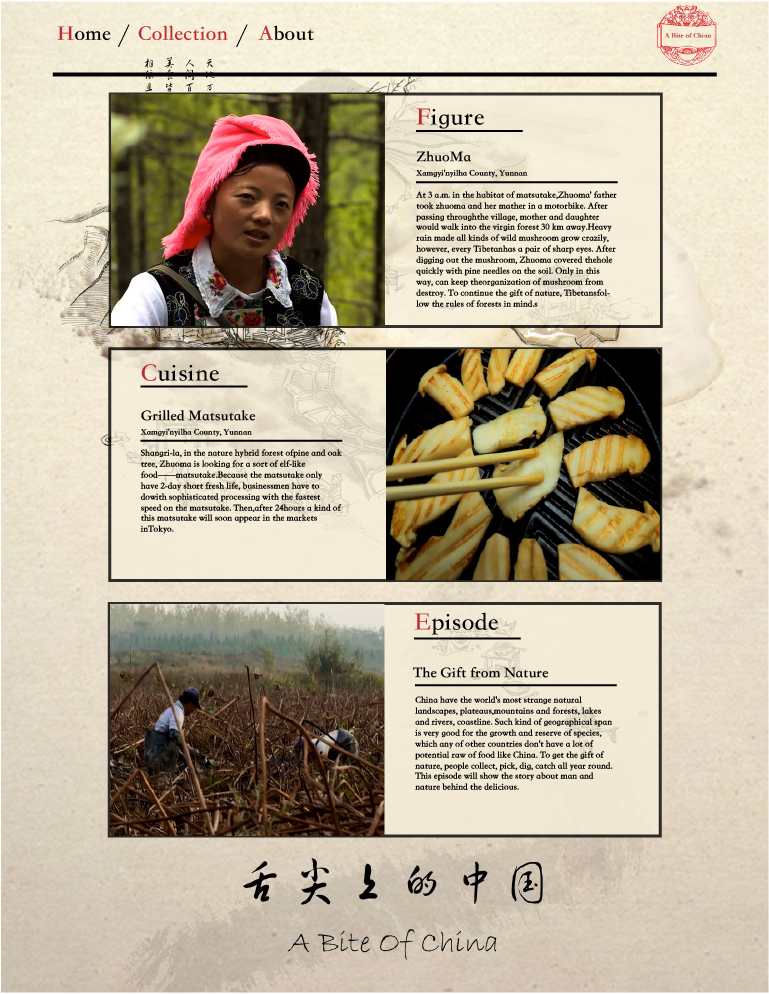 Home / Collection / About
A Bite of China
Figure
ZhuoMa
Xamgyi'nyilha County, Yunnan
At 3 a.m. in the habitat of matsutake,Zhuoma' father
took zhuoma and her mather in a motorbike. After
passing throughthe village, mother and daughter
would walk into the virgin forest 30 km away.Heavy
rain made all kinds of wild mushroom grow crazily,
however, every Tibetanhas a pair of sharp eyes. After
digging out the mushroom, Zhuoma covered thehole
quickly with pine needles on the soil. Only in this
way, can keep theorganization of mushroom from
destroy. To continue the gift of nature, Tibetansfol-
low the rules of forests in mind.s
Cuisine
Grilled Matsutake
Xamgyi'nyilha County, Yunnan
Shangri-la, in the nature hybrid forest ofpine and oak
tree, Zhuoma is looking for a sort of elf-like
food——matsutake.Because the matsutake only
have 2-day short fresh life, businessmen have to
dowith sophisticated processing with the fastest
speed on the matsutake. Then,after 24hours a kind of
this matsutake will soon appear in the markets
inTokyo.
Episode
The Gift from Nature
China have the world's most strange natural
landscapes, plateaus,mountains and forests, lakes
and rivers, coastline. Such kind of geographical span
is very good for the growth and reserve of species,
which any of other countries don't have a lot of
potential raw of food like China. To get the gift of
nature, people collect, pick, dig, catch all year round.
This episode will show the story about man and
nature behind the delicious.
舌尖上的中国
A Bite Of China